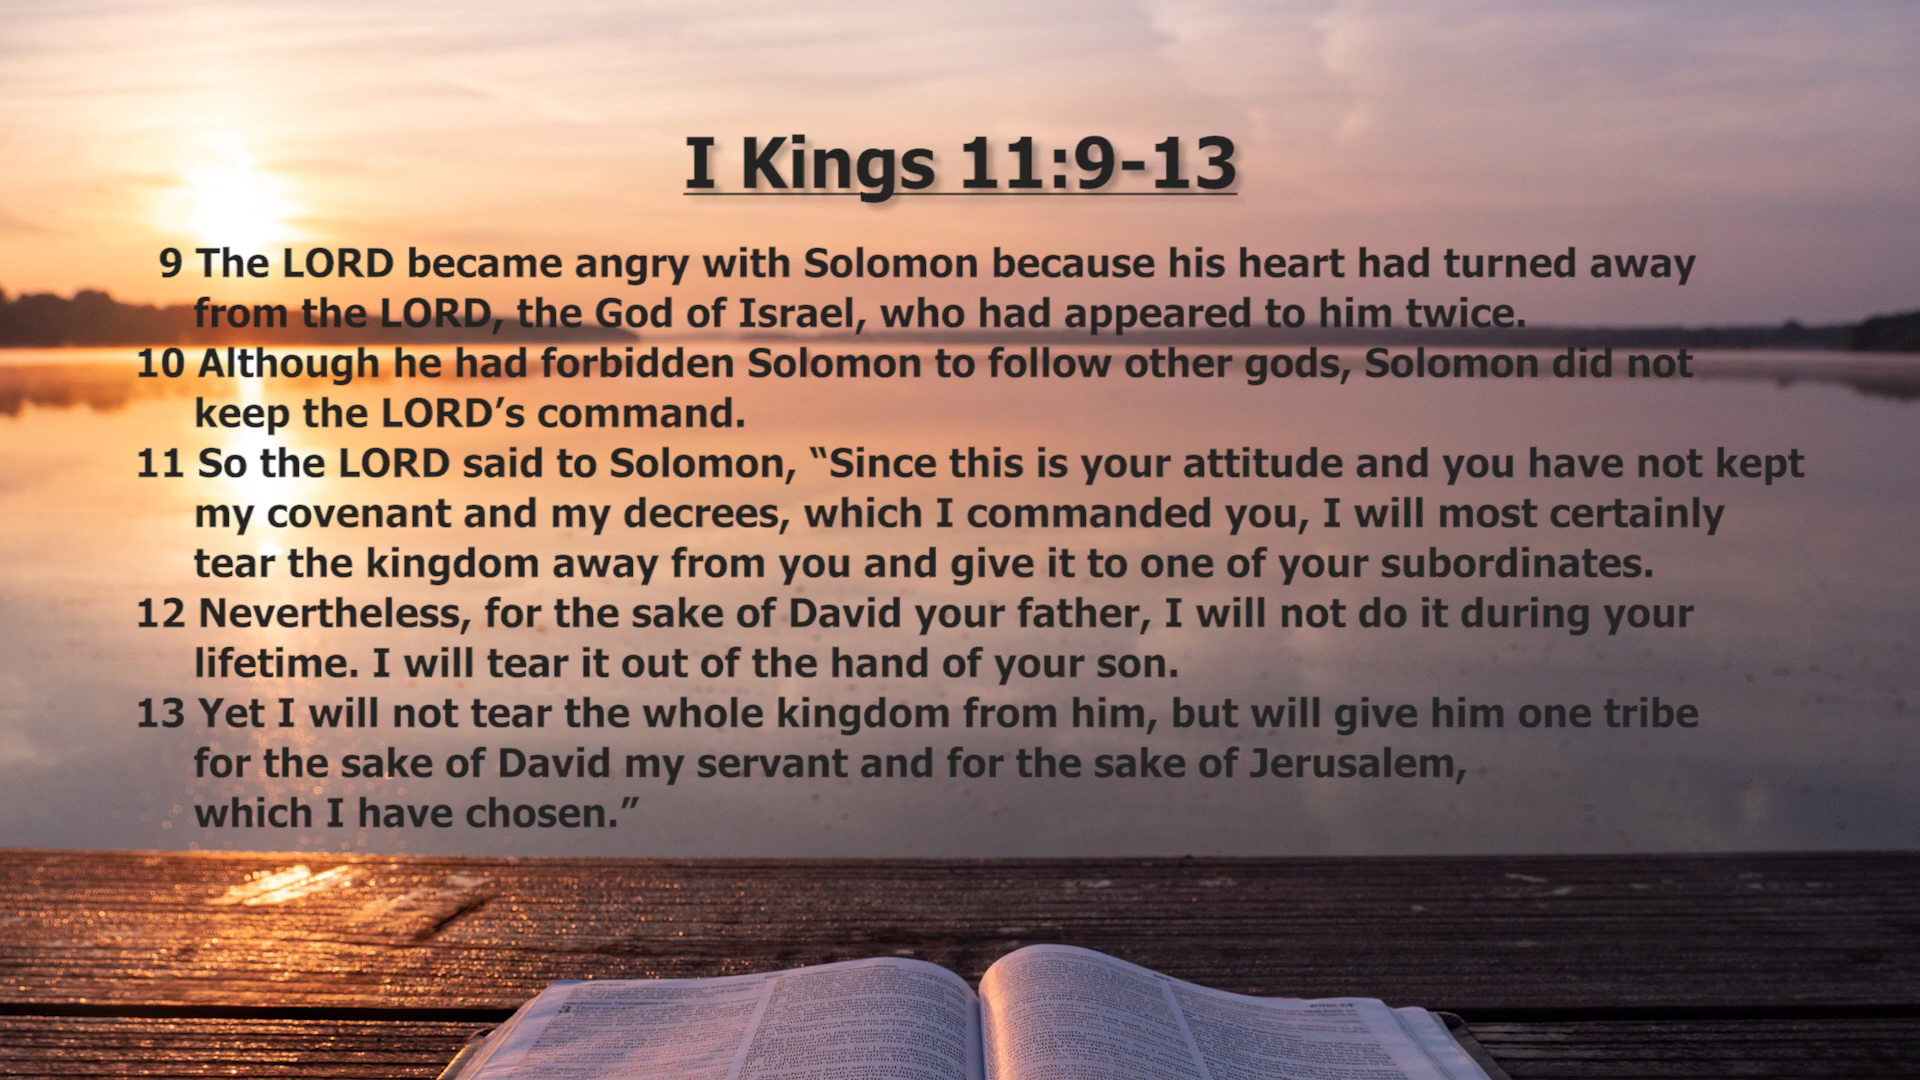 I Kings 11:9-13
9 The LORD became angry with Solomon because his heart had turned away
from the LORD, the God of Israel, who had appeared to him twice.
10 Although he had forbidden Solomon to follow other gods, Solomon did not
keep the LORD’s command.
11 So the LORD said to Solomon, “Since this is your attitude and you have not kept
my covenant and my decrees, which I commanded you, I will most certainly
tear the kingdom away from you and give it to one of your subordinates.
12 Nevertheless, for the sake of David your father, I will not do it during your
lifetime. I will tear it out of the hand of your son.
13 Yet I will not tear the whole kingdom from him, but will give him one tribe
for the sake of David my servant and for the sake of Jerusalem,
which I have chosen.”